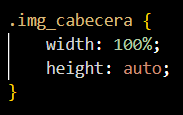 .img_cabecera {
    width: 100%;
    height: auto;
}